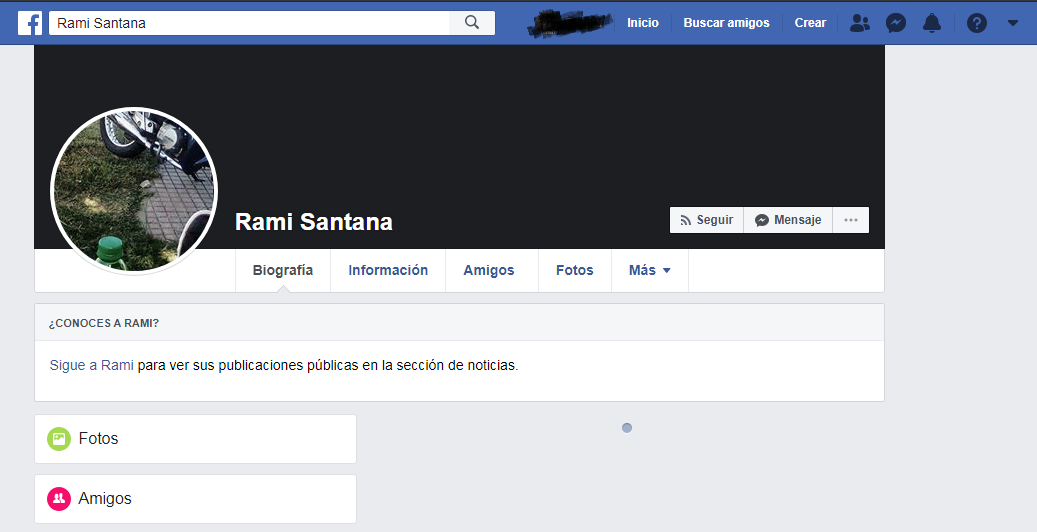 Rami Santana
Inicio
Buscar amigos
Crear
Rami Santana
Seguir
Mensaje
Biografía
Información
Amigos
Fotos
Más
¿CONOCES A RAMI?
Sigue a Rami para ver sus publicaciones públicas en la sección de noticias.
Fotos
Amigos